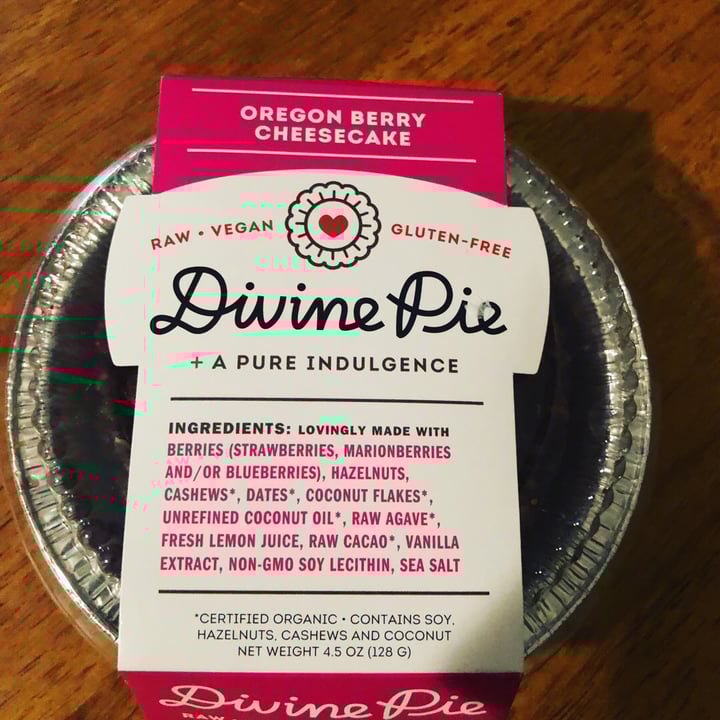 OREGON BERRY
CHEESECAKE
RAW • VEGAN GLUTEN-FREE
Divine Pie
+ A PURE INDULGENCE
INGREDIENTS: LOVINGLY MADE WITH
BERRIES (STRAWBERRIES, MARIONBERRIES
AND/OR BLUEBERRIES), HAZELNUTS,
CASHEWS*, DATES*, COCONUT FLAKES*,
UNREFINED COCONUT OIL*, RAW AGAVE*,
FRESH LEMON JUICE, RAW CACAO*, VANILLA
EXTRACT, NON-GMO SOY LECITHIN, SEA SALT
*CERTIFIED ORGANIC • CONTAINS SOY,
HAZELNUTS, CASHEWS AND COCONUT
NET WEIGHT 4.5 OZ (128 G)
Divine Pie
RAW